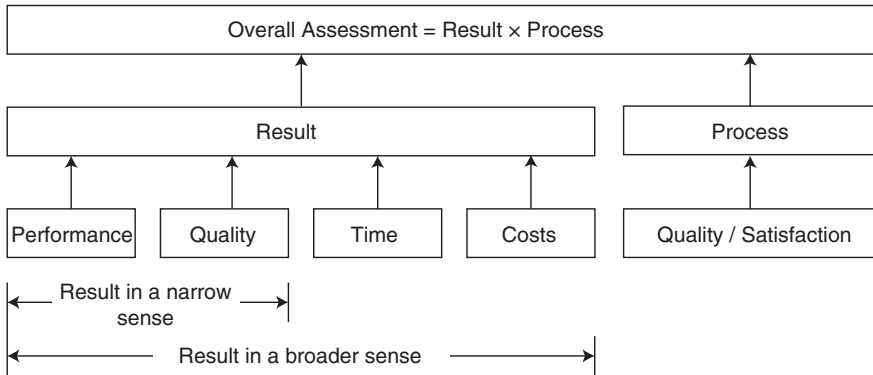 Overall Assessment = Result × Process
Result
Process
Performance
Quality
Time
Costs
Quality / Satisfaction
Result in a narrow
sense
Result in a broader sense